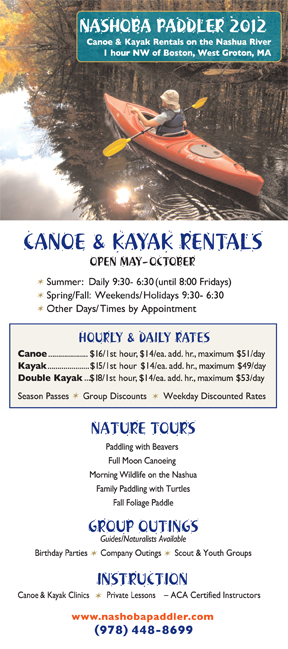 NASHOBA PADDLER 2012
Canoe & Kayak Rentals on the Nashua River
1 hour NW of Boston, West Groton, MA
CANOE & KAYAK RENTALS
OPEN MAY-OCTOBER
✶ Summer: Daily 9:30- 6:30 (until 8:00 Fridays)
✶ Spring/Fall: Weekends/Holidays 9:30- 6:30
✶ Other Days/Times by Appointment
HOURLY & DAILY RATES
Canoe .................... $16/1st hour, $14/ea. add. hr., maximum $51/day
Kayak ..................... $15/1st hour $14/ea. add. hr., maximum $49/day
Double Kayak ...$18/1st hour, $14/ea. add. hr., maximum $53/day
Season Passes ✶ Group Discounts ✶ Weekday Discounted Rates
NATURE TOURS
Paddling with Beavers
Full Moon Canoeing
Morning Wildlife on the Nashua
Family Paddling with Turtles
Fall Foliage Paddle
GROUP OUTINGS
Guides/Naturalists Available
Birthday Parties ✶ Company Outings ✶ Scout & Youth Groups
INSTRUCTION
Canoe & Kayak Clinics ✶ Private Lessons – ACA Certified Instructors
www.nashobapaddler.com
(978) 448-8699